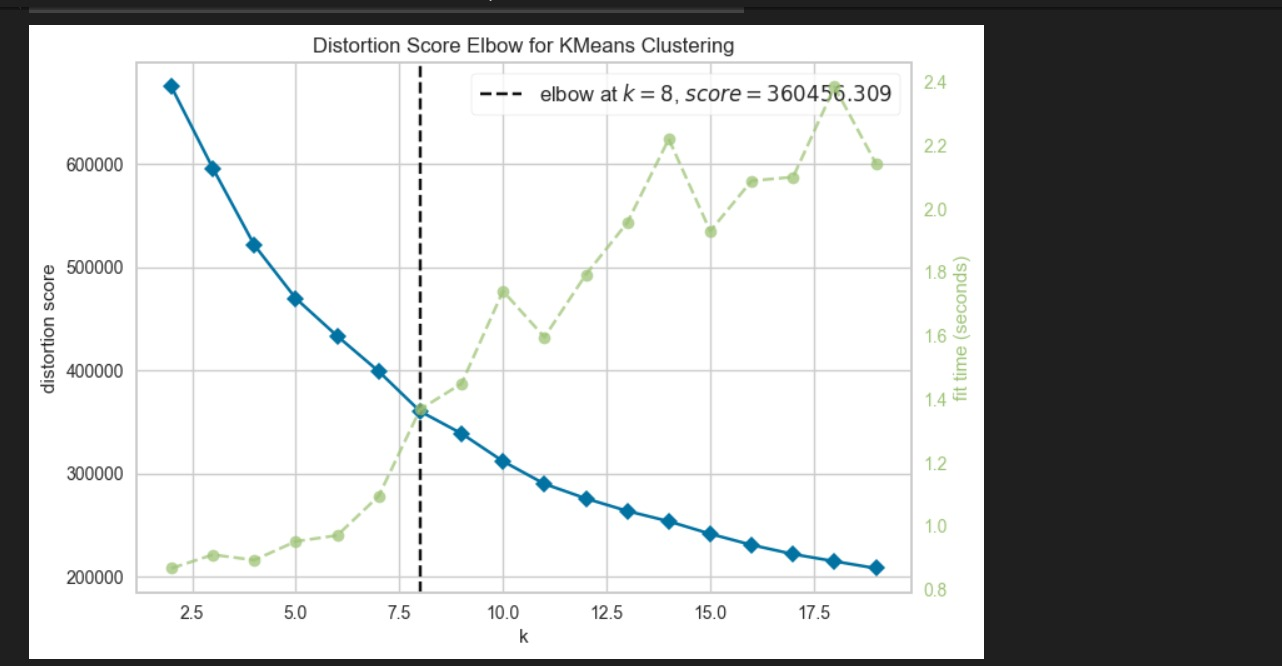 Distortion Score Elbow for KMeans Clustering
elbow at k = 8, score = 360456.309
distortion score
600000
500000
400000
300000
200000
2.5 5.0 7.5 10.0 12.5 15.0 17.5
k
2.4
2.2
2.0
1.8
1.6
1.4
1.2
1.0
0.8
fit time (seconds)